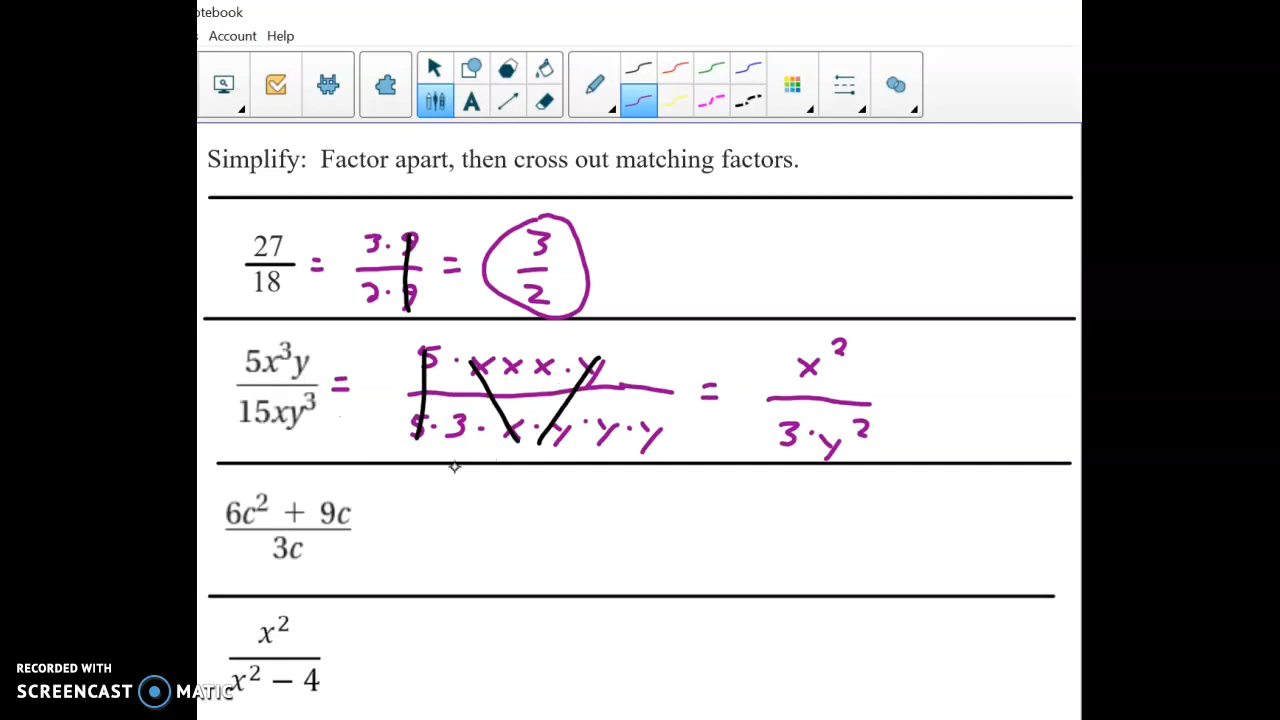 otebook
Account Help
Simplify: Factor apart, then cross out matching factors.
27/18 = 3·9/2·9 = 3/2
5x³y/15xy³ = 5·xxx·y/5·3·x·y·y·y = x²/3·y²
6c² + 9c/3c
x²/x² − 4
RECORDED WITH
SCREENCAST MATIC